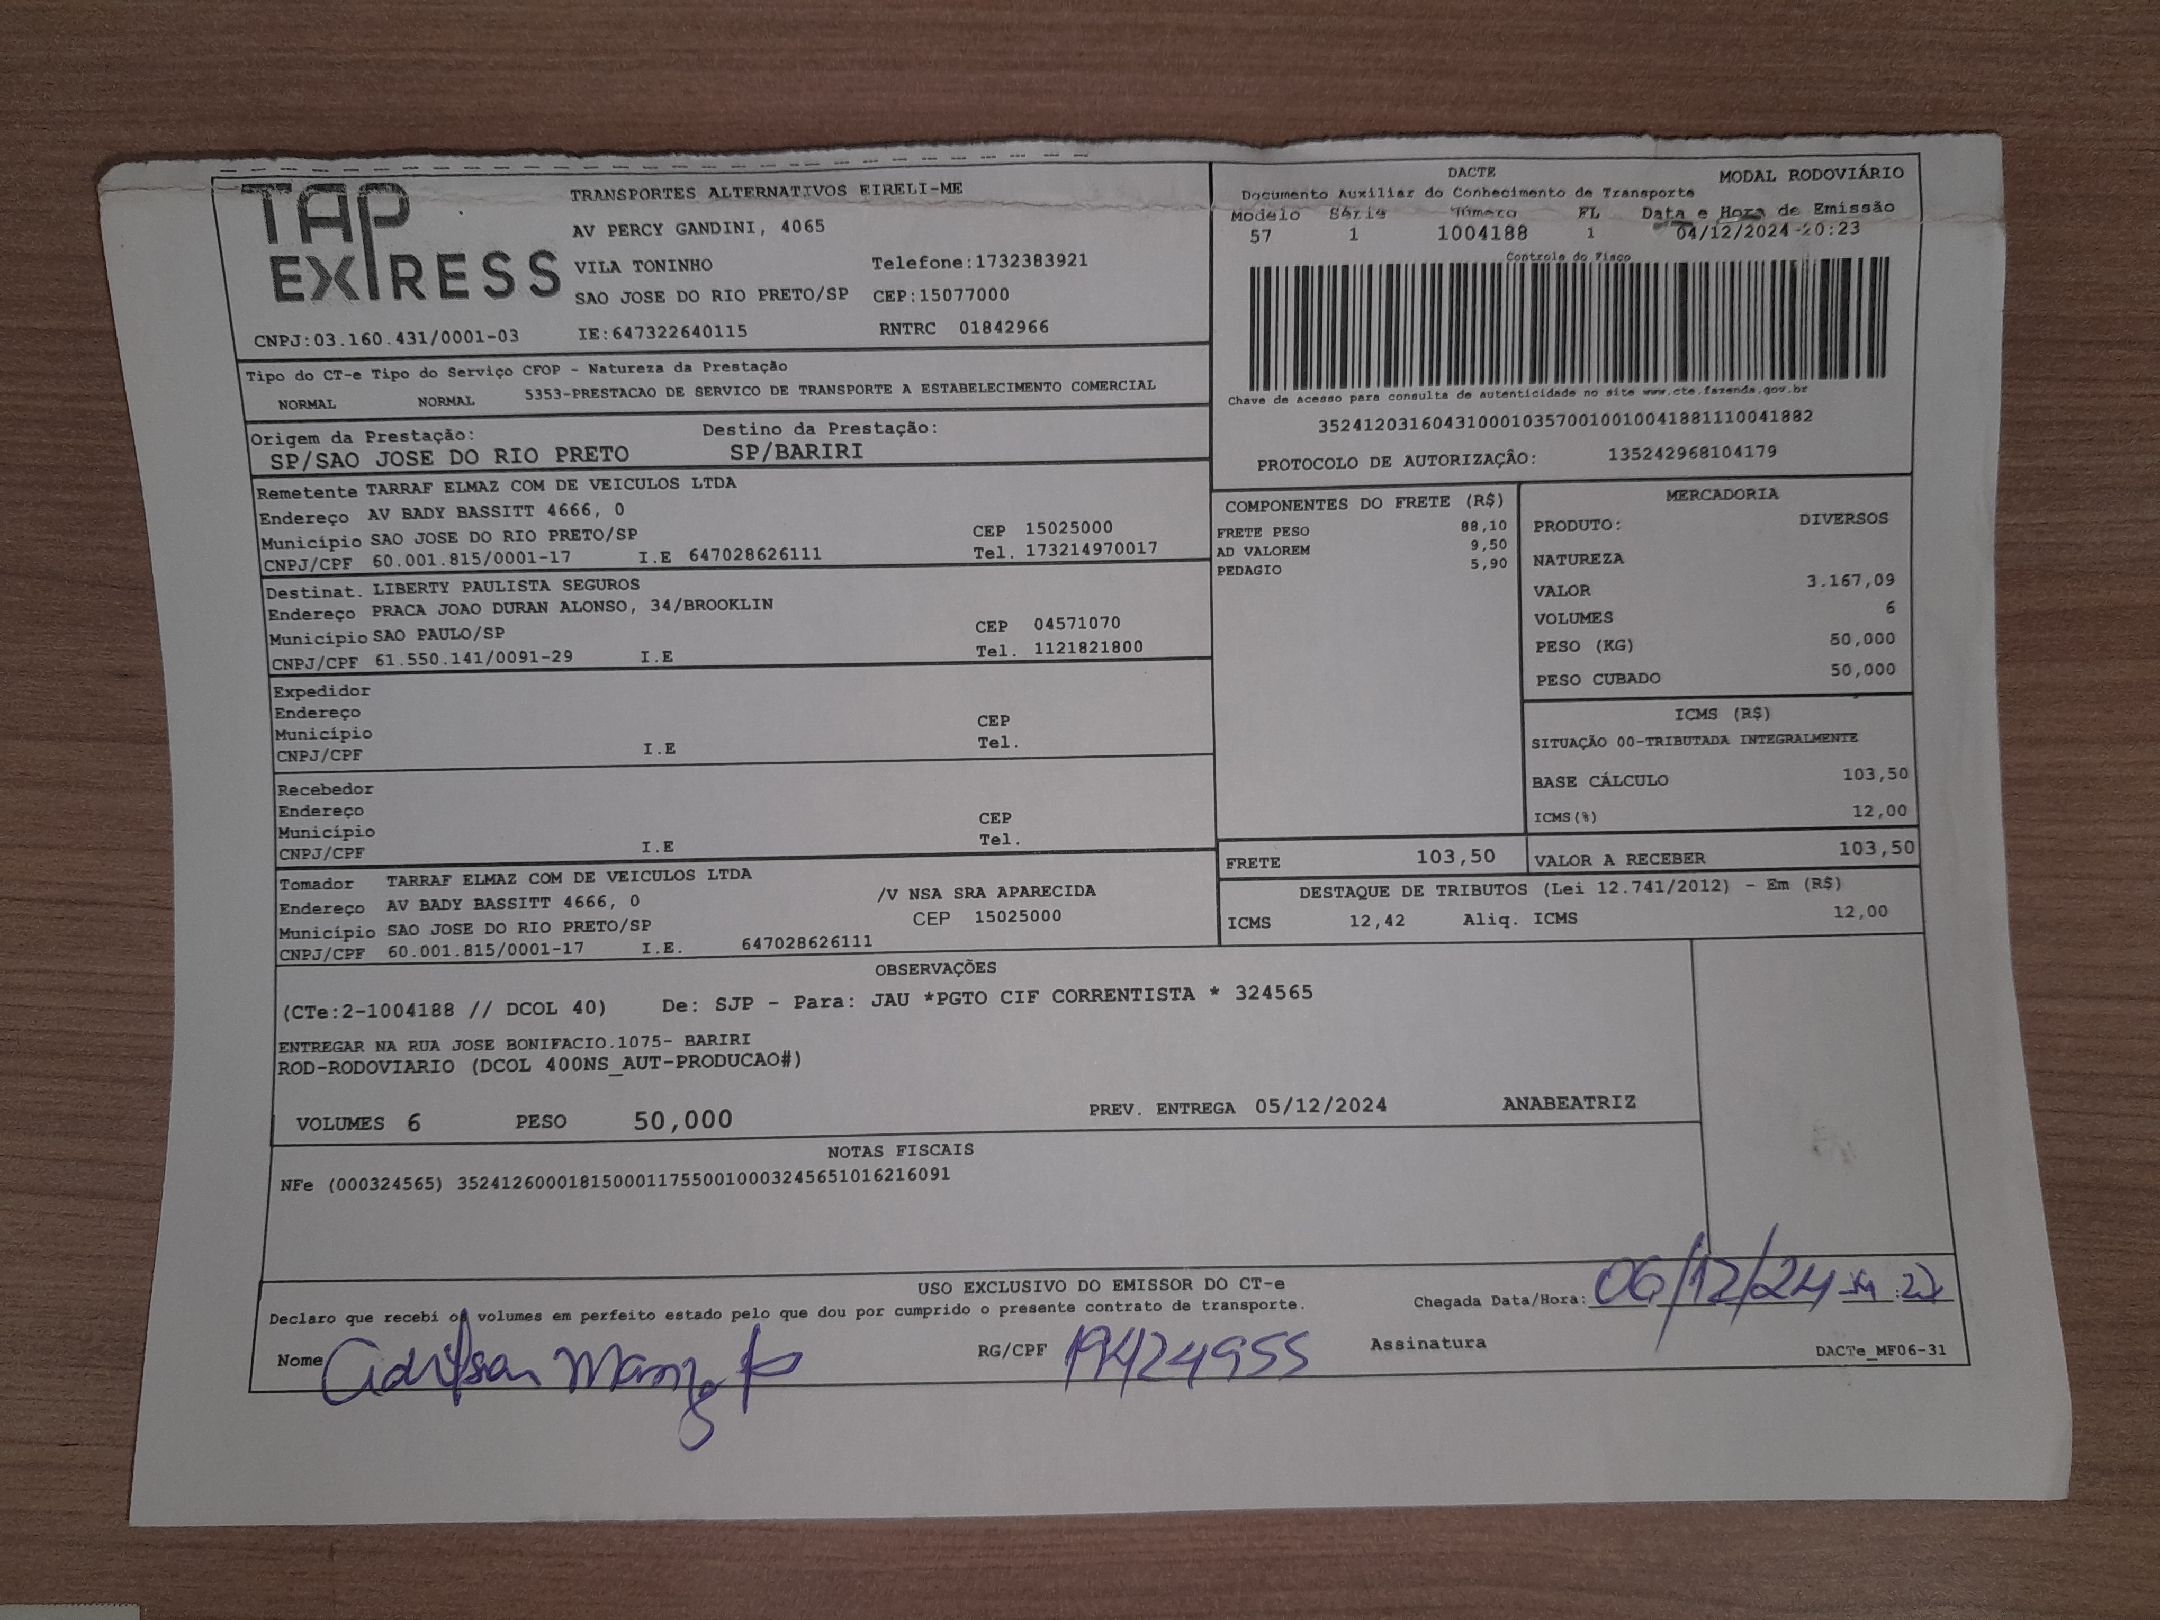 TAP EXPRESS
TRANSPORTES ALTERNATIVOS EIRELI-ME
AV PERCY GANDINI, 4065
VILA TONINHO Telefone:1732383921
SAO JOSE DO RIO PRETO/SP CEP:15077000
CNPJ:03.160.431/0001-03 IE:647322640115 RNTRC 01842966
DACTE MODAL RODOVIÁRIO
Documento Auxiliar do Conhecimento de Transporte
Modelo Série Número FL Data e Hora de Emissão
57 1 1004188 1 04/12/2024-20:23
Controle do Fisco
Chave de acesso para consulta de autenticidade no site www.cte.fazenda.gov.br
35241203160431000103570010010041881110041882
PROTOCOLO DE AUTORIZAÇÃO: 135242968104179
Tipo do CT-e Tipo do Serviço CFOP - Natureza da Prestação
NORMAL NORMAL 5353-PRESTACAO DE SERVICO DE TRANSPORTE A ESTABELECIMENTO COMERCIAL
Origem da Prestação: Destino da Prestação:
SP/SAO JOSE DO RIO PRETO SP/BARIRI
Remetente TARRAF ELMAZ COM DE VEICULOS LTDA
Endereço AV BADY BASSITT 4666, 0
Município SAO JOSE DO RIO PRETO/SP CEP 15025000
CNPJ/CPF 60.001.815/0001-17 I.E 647028626111 Tel. 173214970017
Destinat. LIBERTY PAULISTA SEGUROS
Endereço PRACA JOAO DURAN ALONSO, 34/BROOKLIN
Município SAO PAULO/SP CEP 04571070
CNPJ/CPF 61.550.141/0091-29 I.E Tel. 1121821800
Expedidor
Endereço
Município CEP
CNPJ/CPF I.E Tel.
Recebedor
Endereço
Município CEP
CNPJ/CPF I.E Tel.
Tomador TARRAF ELMAZ COM DE VEICULOS LTDA
Endereço AV BADY BASSITT 4666, 0 /V NSA SRA APARECIDA
Município SAO JOSE DO RIO PRETO/SP CEP 15025000
CNPJ/CPF 60.001.815/0001-17 I.E. 647028626111
COMPONENTES DO FRETE (R$)
FRETE PESO 88,10
AD VALOREM 9,50
PEDAGIO 5,90
MERCADORIA
PRODUTO: DIVERSOS
NATUREZA
VALOR 3.167,09
VOLUMES 6
PESO (KG) 50,000
PESO CUBADO 50,000
ICMS (R$)
SITUAÇÃO 00-TRIBUTADA INTEGRALMENTE
BASE CÁLCULO 103,50
ICMS(%) 12,00
FRETE 103,50 VALOR A RECEBER 103,50
DESTAQUE DE TRIBUTOS (Lei 12.741/2012) - Em (R$)
ICMS 12,42 Aliq. ICMS 12,00
OBSERVAÇÕES
(CTe:2-1004188 // DCOL 40) De: SJP - Para: JAU *PGTO CIF CORRENTISTA * 324565
ENTREGAR NA RUA JOSE BONIFACIO.1075- BARIRI
ROD-RODOVIARIO (DCOL 400NS_AUT-PRODUCAO#)
VOLUMES 6 PESO 50,000 PREV. ENTREGA 05/12/2024 ANABEATRIZ
NOTAS FISCAIS
NFe (000324565) 35241260001815000117550010003245651016216091
USO EXCLUSIVO DO EMISSOR DO CT-e
Declaro que recebi os volumes em perfeito estado pelo que dou por cumprido o presente contrato de transporte.
Chegada Data/Hora: 06/12/24
Nome RG/CPF 19424955 Assinatura
DACTe_MF06-31